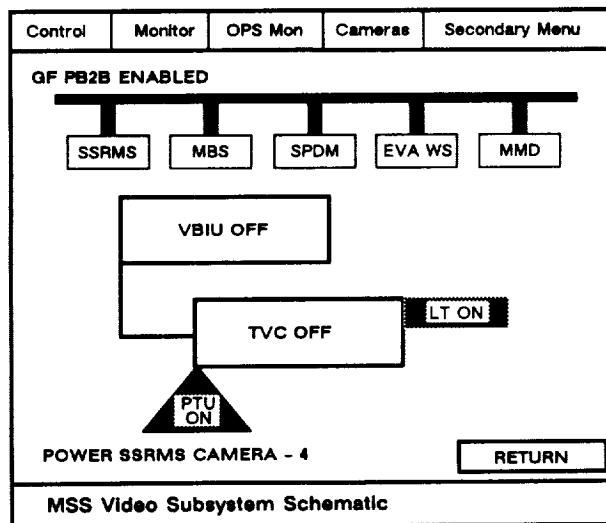 Control Monitor OPS Mon Cameras Secondary Menu
GF PB2B ENABLED
SSRMS MBS SPDM EVA WS MMD
VBIU OFF
LT ON
TVC OFF
PTU
ON
POWER SSRMS CAMERA - 4
RETURN
MSS Video Subsystem Schematic